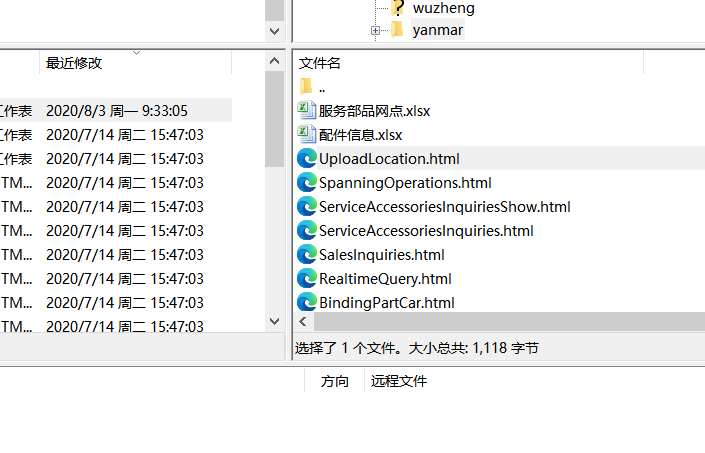 wuzheng
yanmar
最近修改
工作表 2020/8/3 周一 9:33:05
工作表 2020/7/14 周二 15:47:03
工作表 2020/7/14 周二 15:47:03
TM... 2020/7/14 周二 15:47:03
TM... 2020/7/14 周二 15:47:03
TM... 2020/7/14 周二 15:47:03
TM... 2020/7/14 周二 15:47:03
TM... 2020/7/14 周二 15:47:03
TM... 2020/7/14 周二 15:47:03
TM... 2020/7/14 周二 15:47:03
文件名
..
服务部品网点.xlsx
配件信息.xlsx
UploadLocation.html
SpanningOperations.html
ServiceAccessoriesInquiriesShow.html
ServiceAccessoriesInquiries.html
SalesInquiries.html
RealtimeQuery.html
BindingPartCar.html
选择了 1 个文件。大小总共: 1,118 字节
方向 远程文件